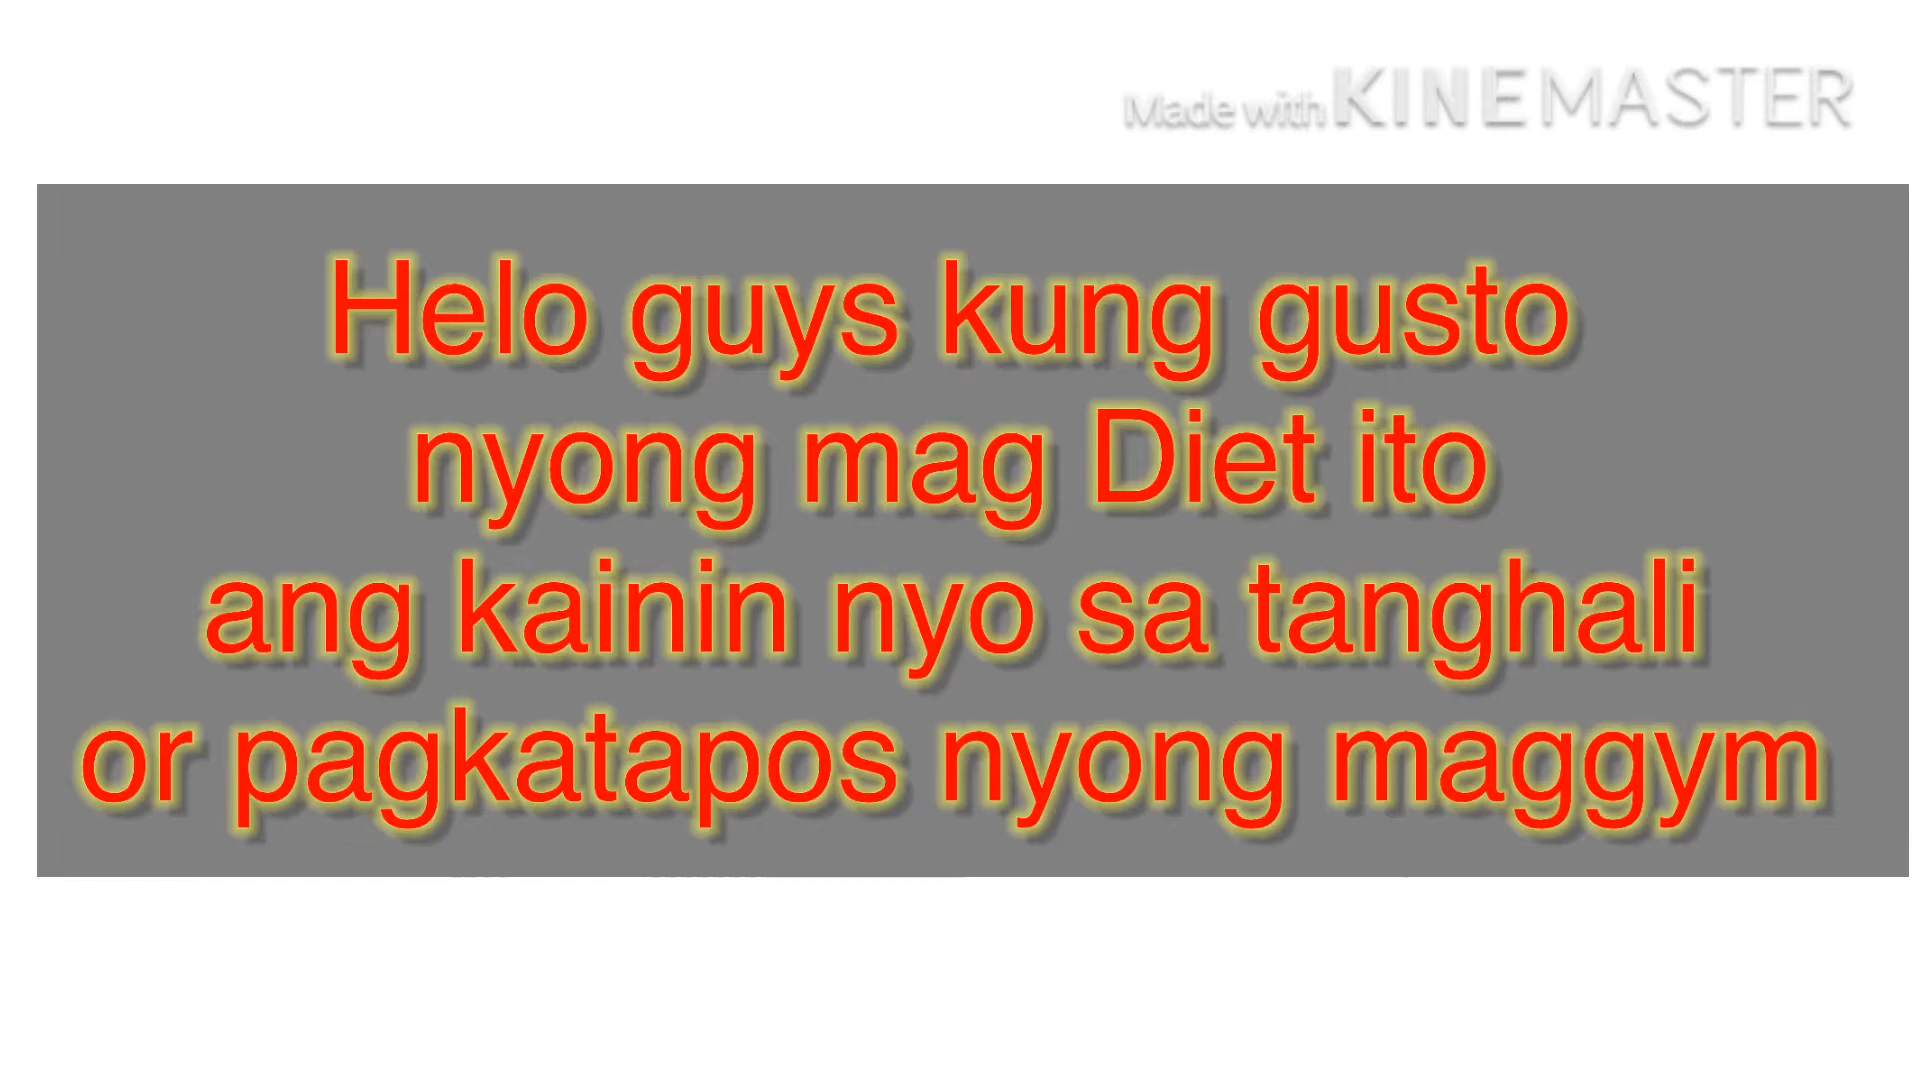 Made with KINEMASTER
Helo guys kung gusto
nyong mag Diet ito
ang kainin nyo sa tanghali
or pagkatapos nyong maggym